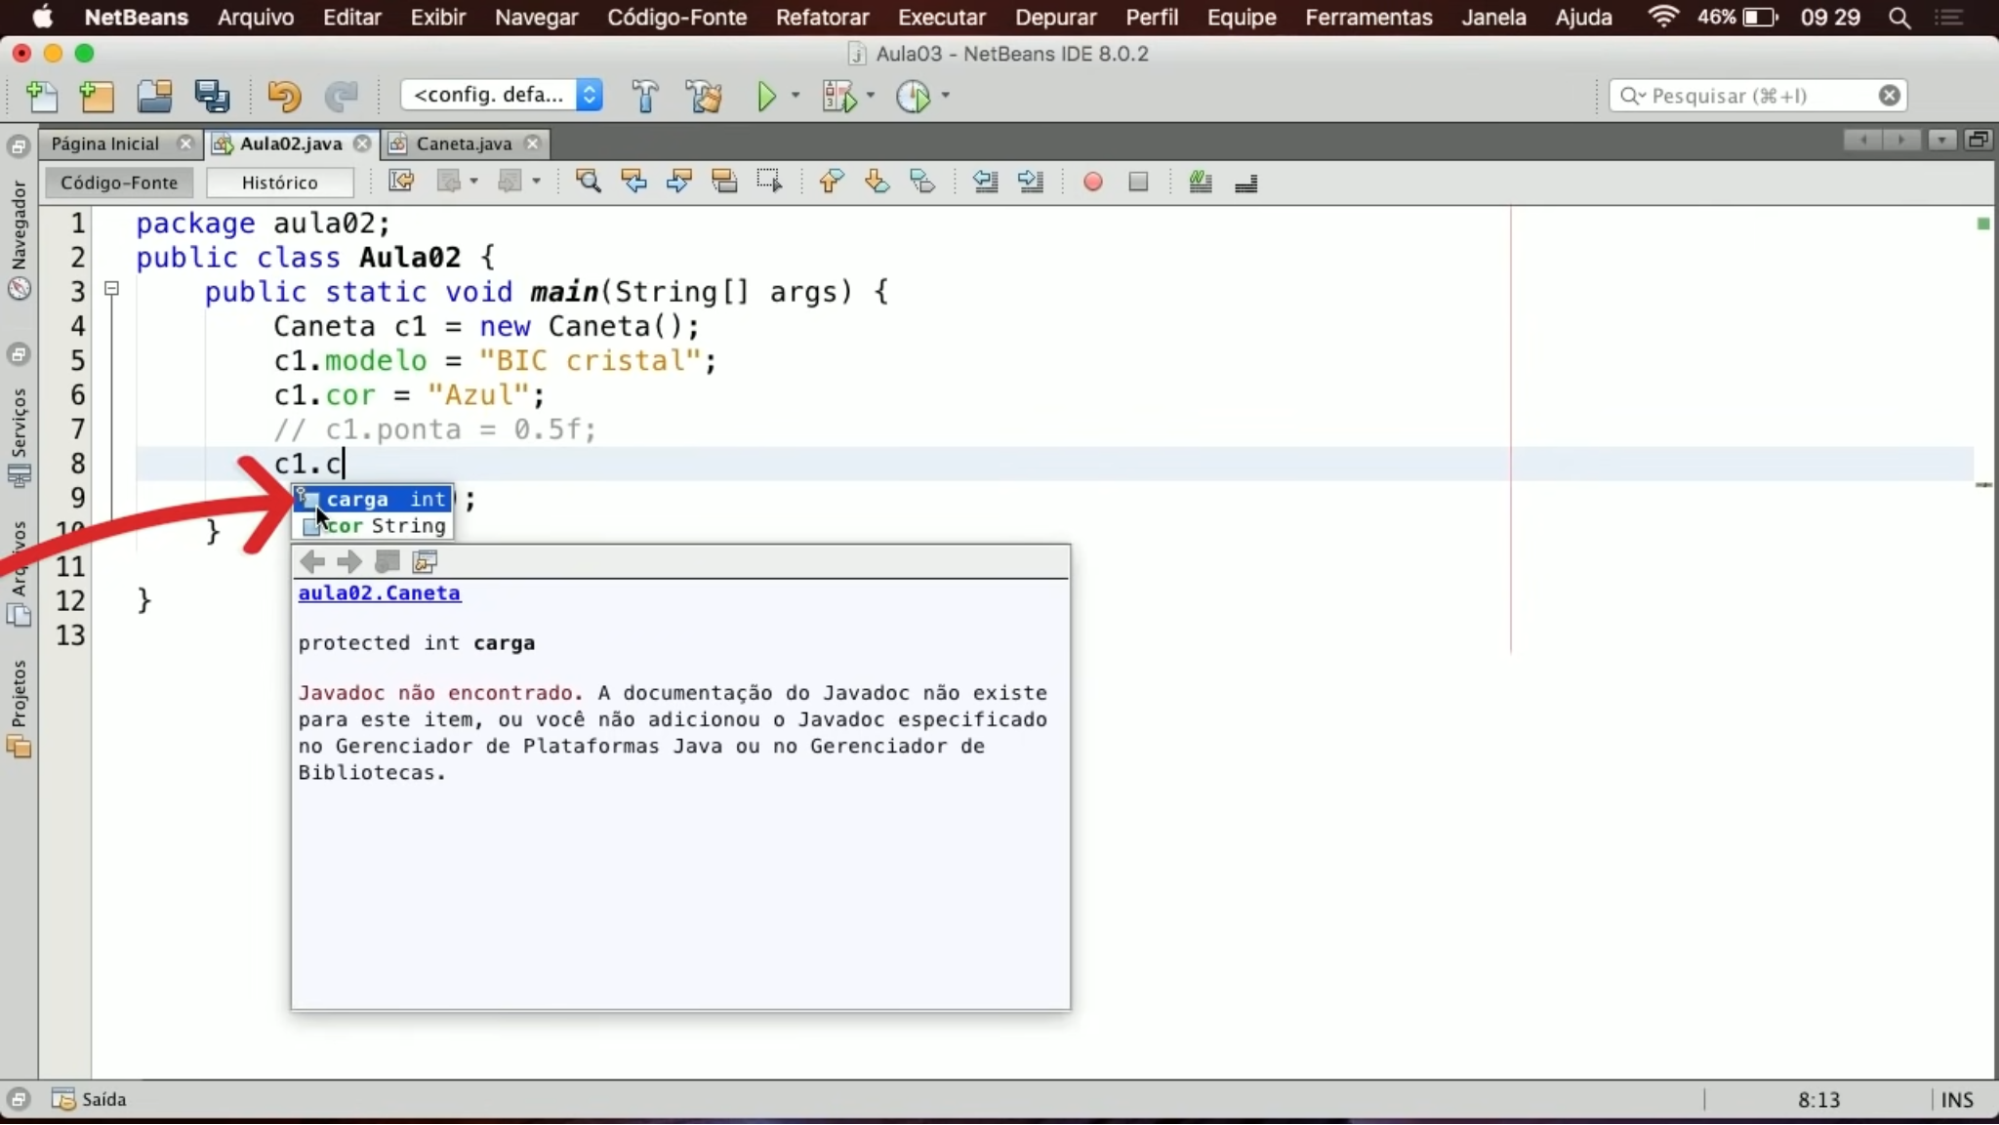 NetBeans Arquivo Editar Exibir Navegar Código-Fonte Refatorar Executar Depurar Perfil Equipe Ferramentas Janela Ajuda 46% 09 29
Aula03 - NetBeans IDE 8.0.2
<config. defa... Pesquisar (⌘+I)
Página Inicial Aula02.java Caneta.java
Código-Fonte Histórico
Navegador
Serviços
Arquivos
Projetos
1 package aula02;
2 public class Aula02 {
3 public static void main(String[] args) {
4 Caneta c1 = new Caneta();
5 c1.modelo = "BIC cristal";
6 c1.cor = "Azul";
7 // c1.ponta = 0.5f;
8 c1.c
9 );
carga int
10 }
cor String
11
12 }
13
aula02.Caneta
protected int carga
Javadoc não encontrado. A documentação do Javadoc não existe
para este item, ou você não adicionou o Javadoc especificado
no Gerenciador de Plataformas Java ou no Gerenciador de
Bibliotecas.
Saída 8:13 INS